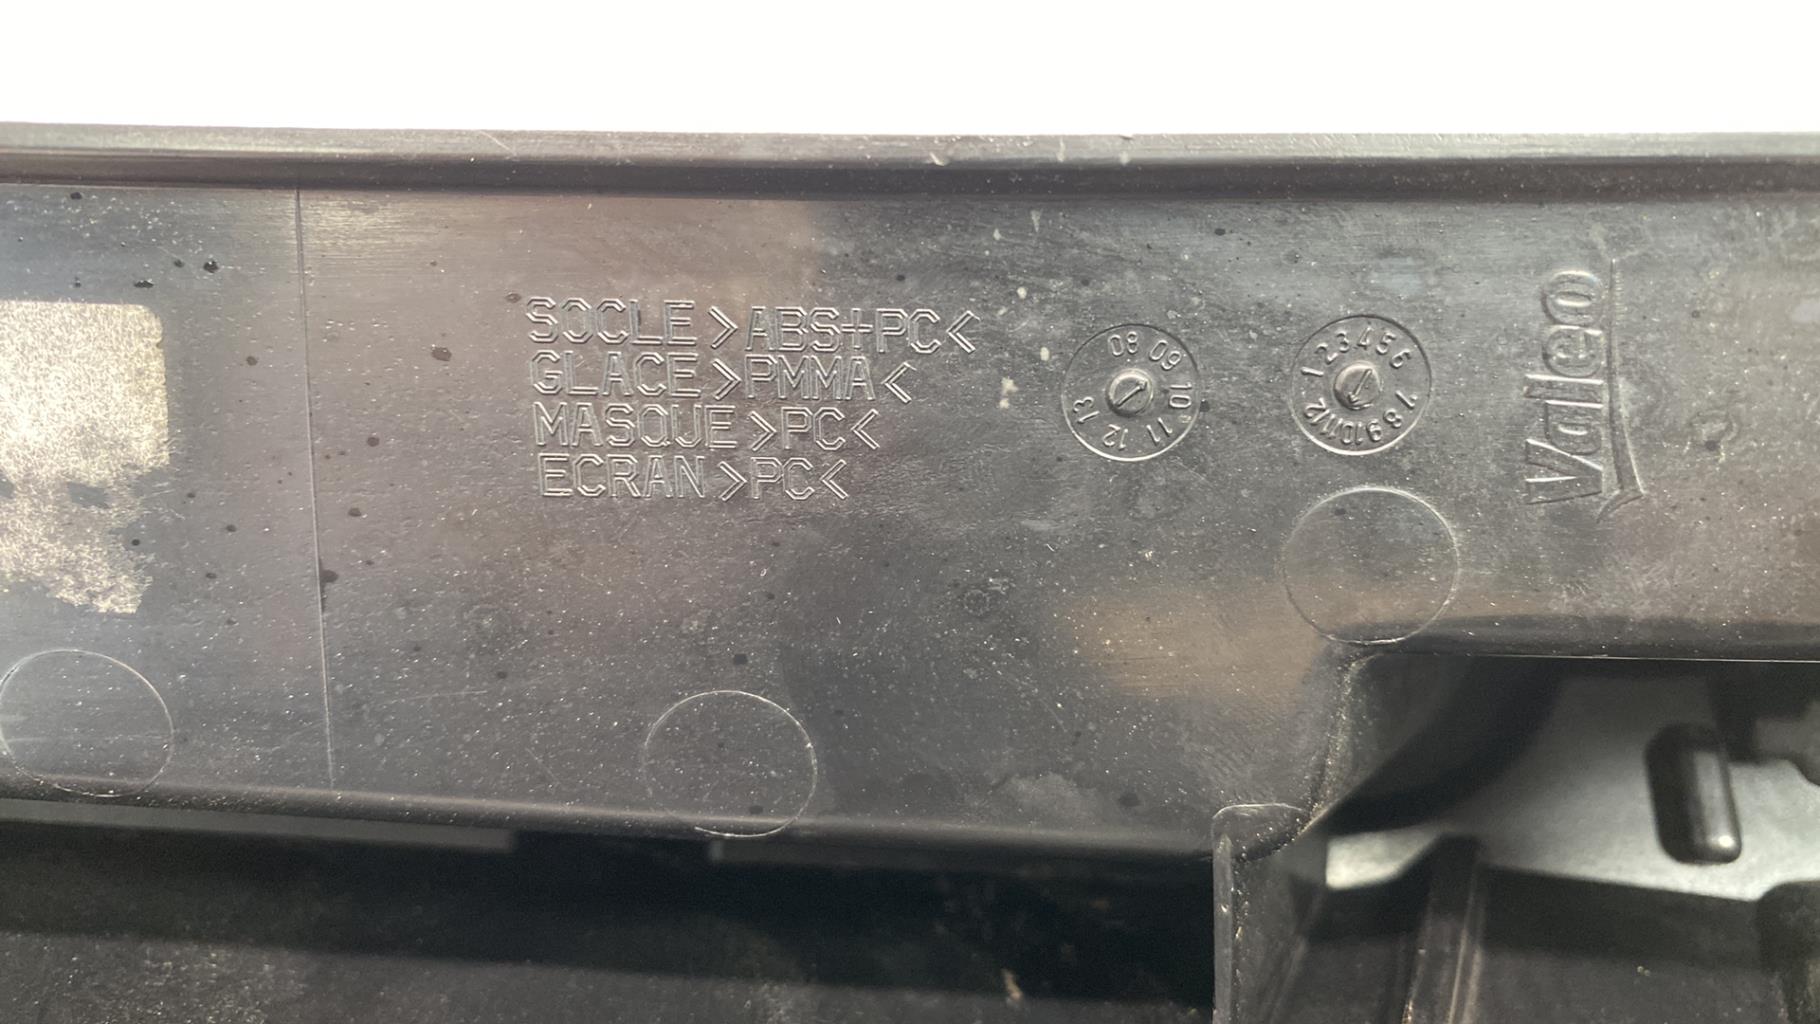 SOCLE >ABS+PC<
GLACE >PMMA<
MASQUE >PC<
ECRAN >PC<
08 09 10 11 12 13
1 2 3 4 5 6 7 8 9 10 11 12
Valeo